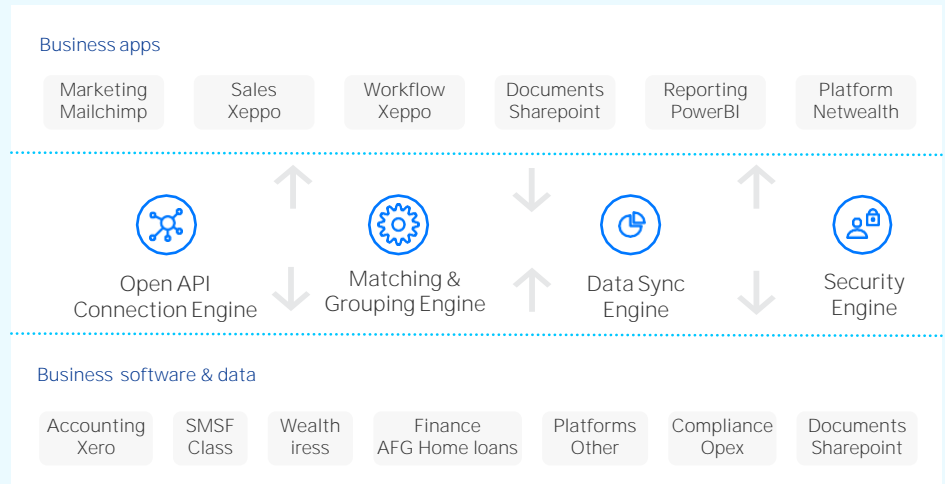 Business apps
Marketing
Mailchimp
Sales
Xeppo
Workflow
Xeppo
Documents
Sharepoint
Reporting
PowerBI
Platform
Netwealth
Open API
Connection Engine
Matching &
Grouping Engine
Data Sync
Engine
Security
Engine
Business software & data
Accounting
Xero
SMSF
Class
Wealth
iress
Finance
AFG Home loans
Platforms
Other
Compliance
Opex
Documents
Sharepoint